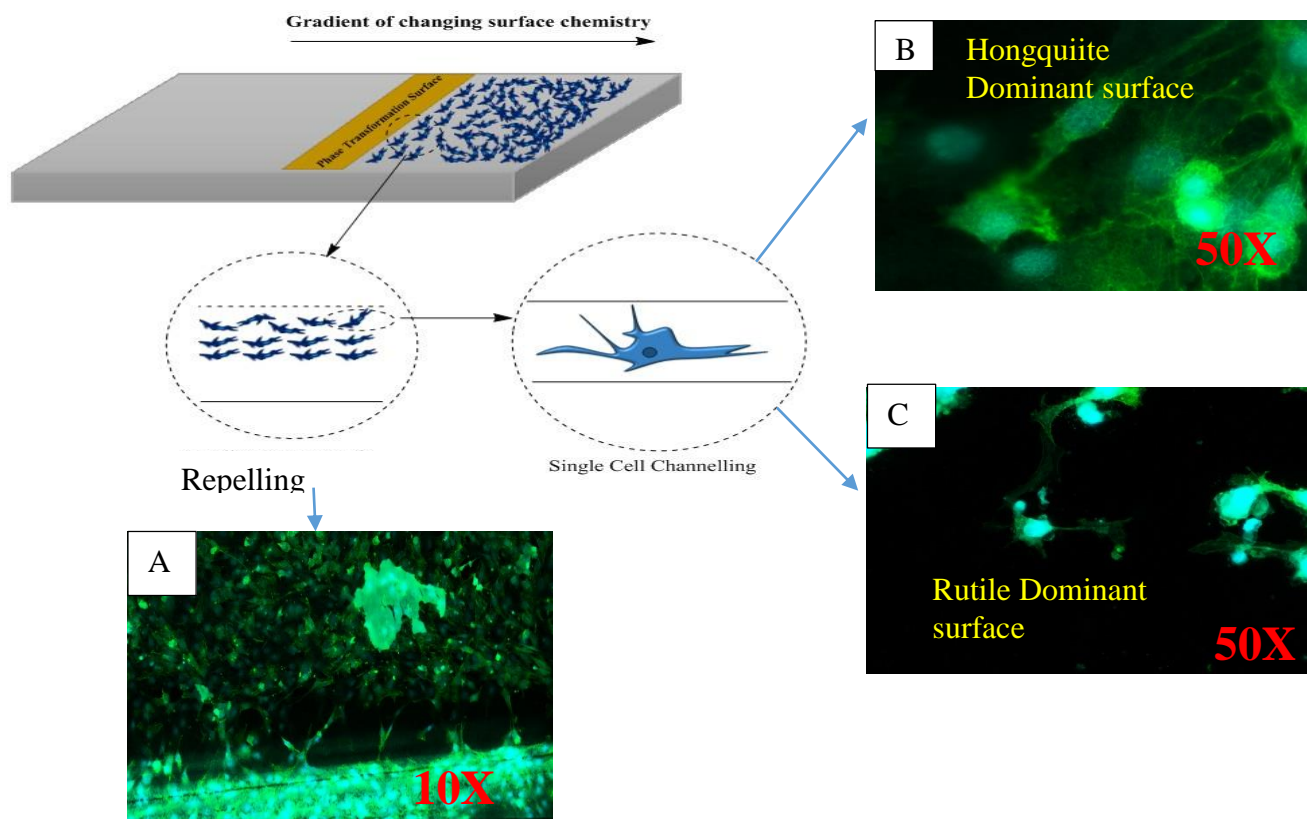 Gradient of changing surface chemistry
Phase Transformation Surface
B
Hongquiite
Dominant surface
50X
Repelling
Single Cell Channelling
A
10X
C
Rutile Dominant
surface
50X